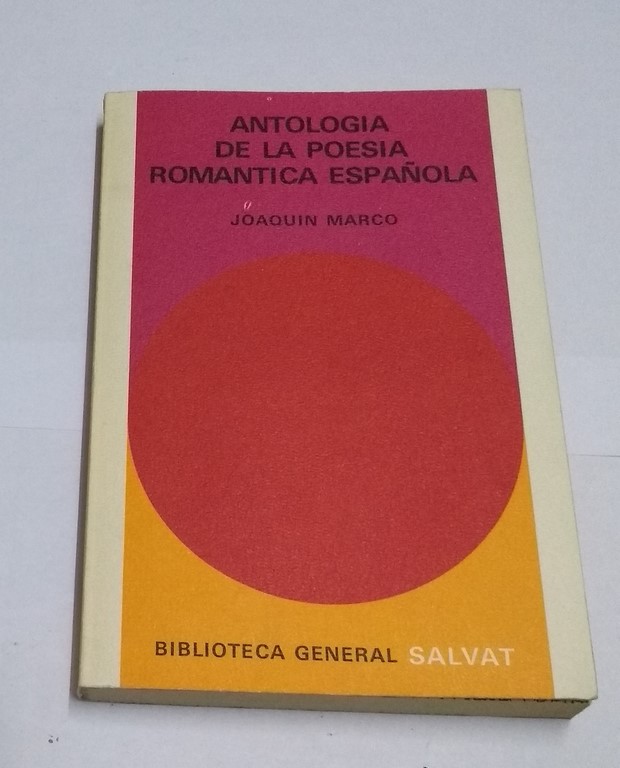 ANTOLOGIA
DE LA POESIA
ROMANTICA ESPAÑOLA
JOAQUIN MARCO
BIBLIOTECA GENERAL SALVAT